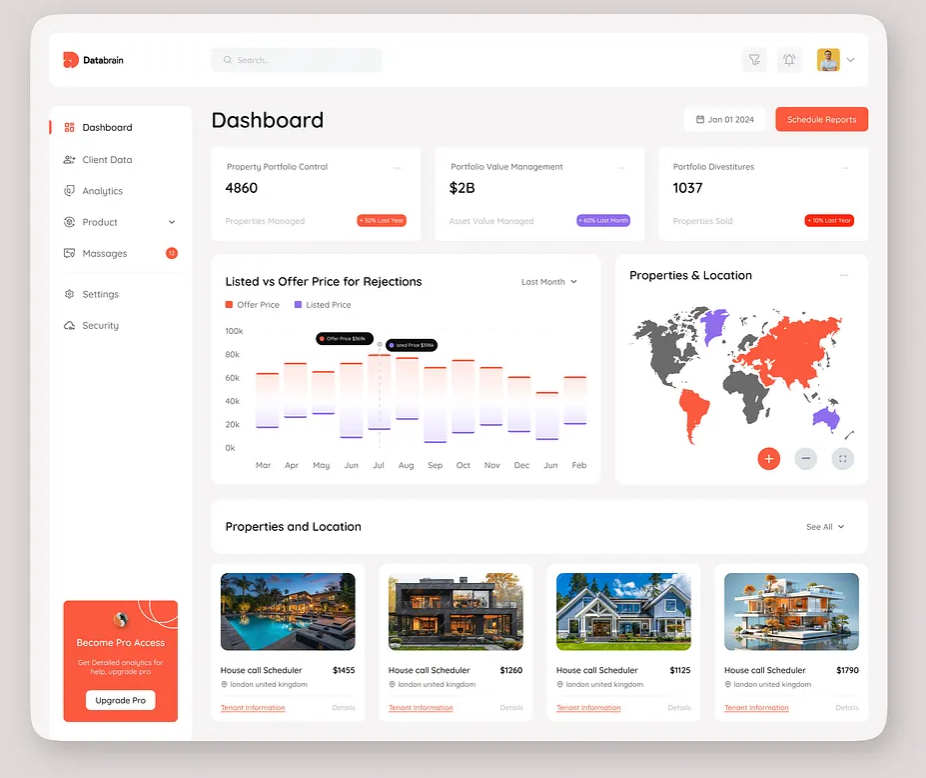 Databrain
Search...
Dashboard
Client Data
Analytics
Product
Massages
12
Settings
Security
Become Pro Access
Get Detailed analytics for
help, upgrade pro
Upgrade Pro
Dashboard
Jan 01 2024
Schedule Reports
Property Portfolio Control
4860
Properties Managed
+ 30% Last Year
Portfolio Value Management
$2B
Asset Value Managed
+ 60% Last Month
Portfolio Divestitures
1037
Properties Sold
+ 10% Last Year
Listed vs Offer Price for Rejections
Last Month
Offer Price
Listed Price
100k
80k
60k
40k
20k
0k
Offer Price
listed Price
Mar Apr May Jun Jul Aug Sep Oct Nov Dec Jun Feb
Properties & Location
Properties and Location
See All
House call Scheduler $1455
london united kingdom
Tenant Information Details
House call Scheduler $1260
london united kingdom
Tenant Information Details
House call Scheduler $1125
london united kingdom
Tenant Information Details
House call Scheduler $1790
london united kingdom
Tenant Information Details